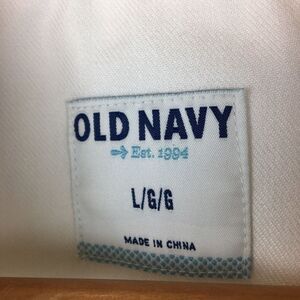 OLD NAVY
Est. 1994
L/G/G
MADE IN CHINA